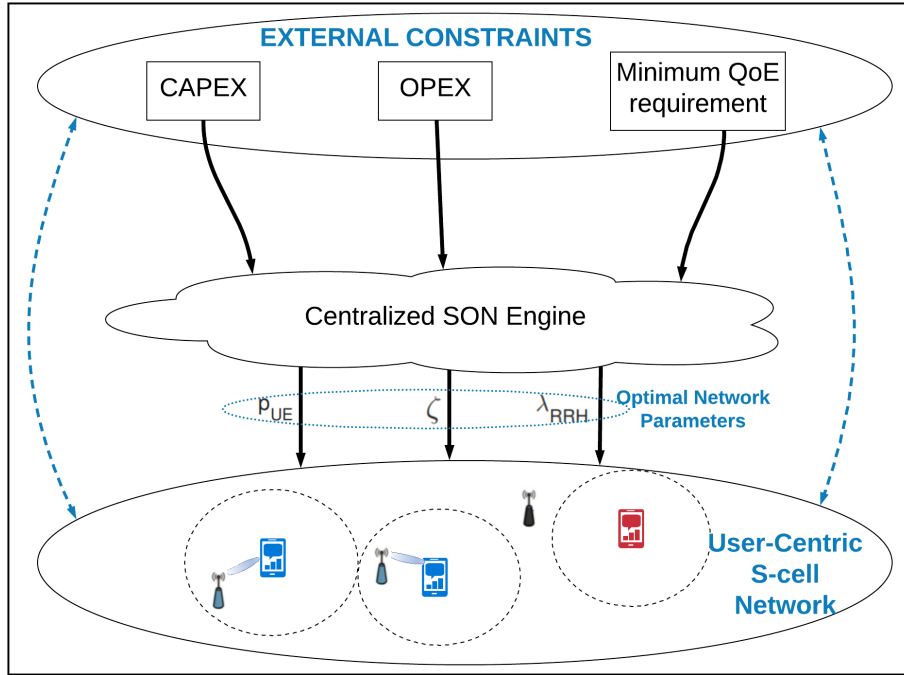 EXTERNAL CONSTRAINTS
CAPEX
OPEX
Minimum QoE
requirement
Centralized SON Engine
pUE
ζ
λRRH
Optimal Network
Parameters
User-Centric
S-cell
Network